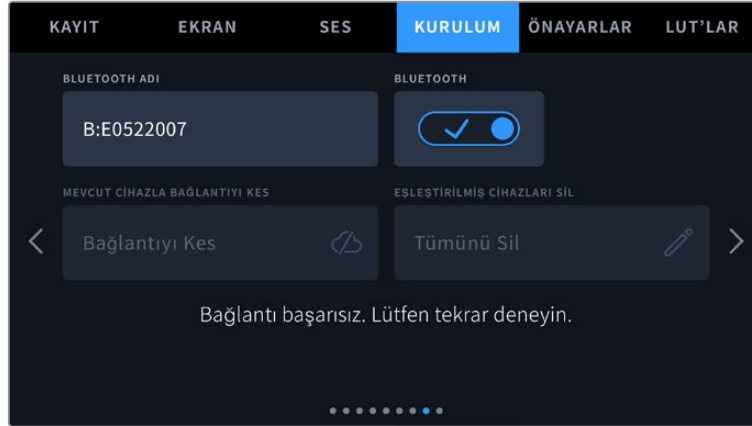 KAYIT EKRAN SES KURULUM ÖNAYARLAR LUT’LAR
BLUETOOTH ADI BLUETOOTH
B:E0522007
MEVCUT CİHAZLA BAĞLANTIYI KES EŞLEŞTİRİLMİŞ CİHAZLARI SİL
Bağlantıyı Kes Tümünü Sil
Bağlantı başarısız. Lütfen tekrar deneyin.